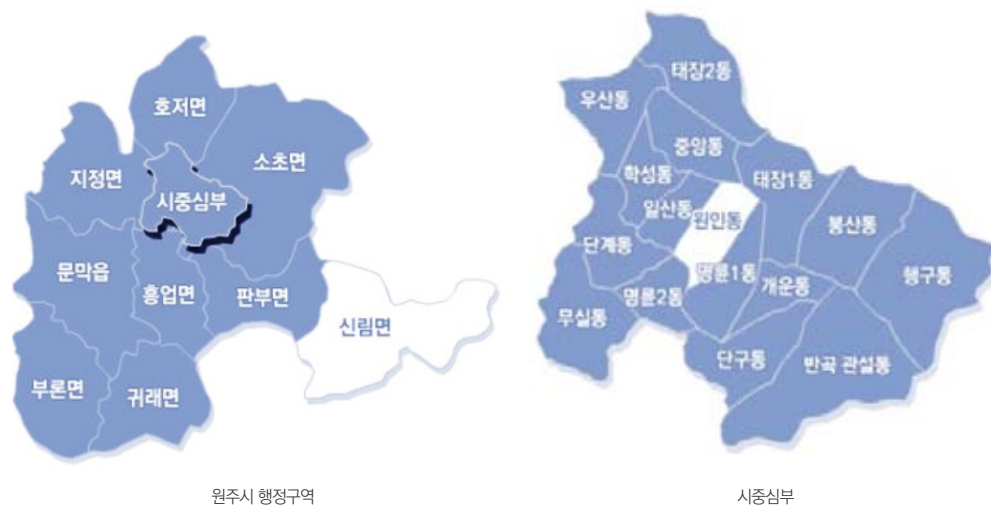 호저면
소초면
지정면
시중심부
문막읍
흥업면
판부면
신림면
부론면
귀래면
원주시 행정구역
태장2동
우산동
중앙동
학성동
태장1동
일산동
원인동
봉산동
단계동
행구동
명륜1동
개운동
명륜2동
무실동
단구동
반곡 관설동
시중심부